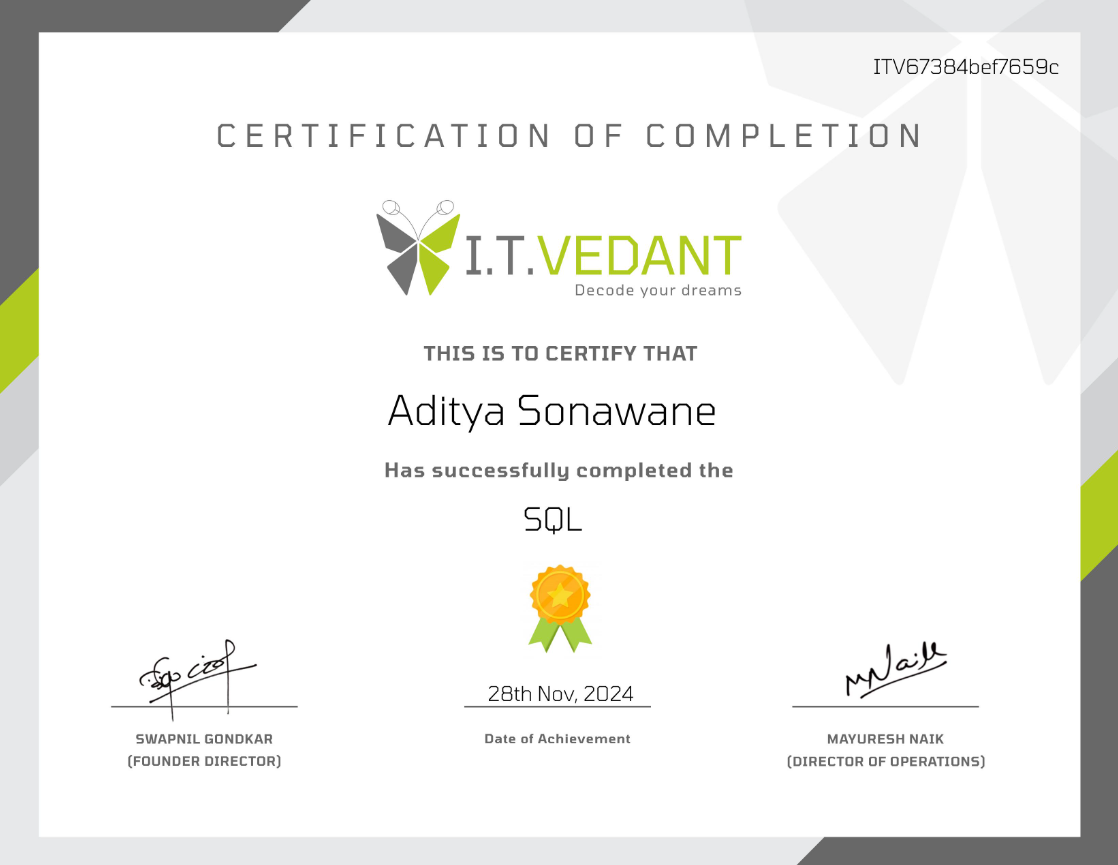 ITV67384bef7659c
CERTIFICATION OF COMPLETION
I.T.VEDANT
Decode your dreams
THIS IS TO CERTIFY THAT
Aditya Sonawane
Has successfully completed the
SQL
28th Nov, 2024
SWAPNIL GONDKAR
(FOUNDER DIRECTOR)
Date of Achievement
MAYURESH NAIK
(DIRECTOR OF OPERATIONS)